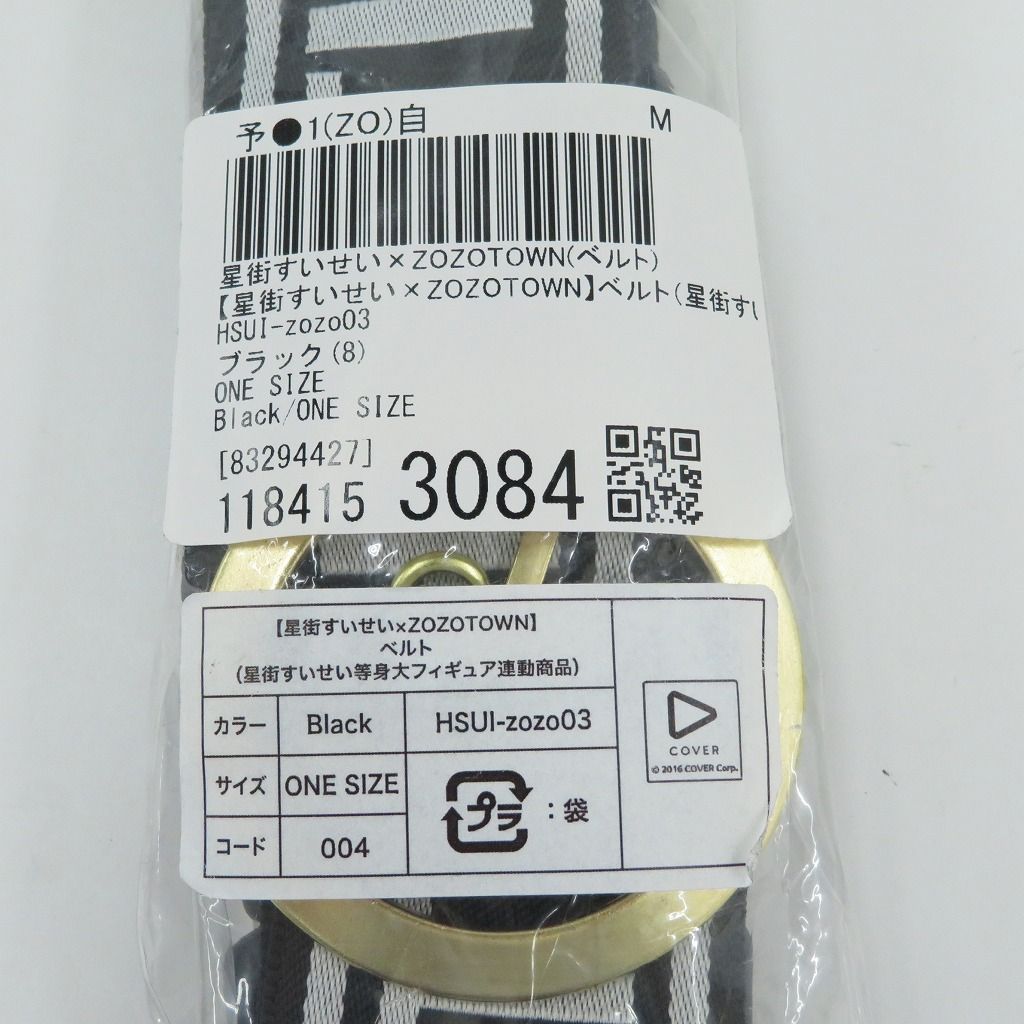 予●1(ZO)自 M
星街すいせい×ZOZOTOWN(ベルト)
【星街すいせい×ZOZOTOWN】ベルト(星街すい
HSUI-zozo03
ブラック(8)
ONE SIZE
Black/ONE SIZE
[83294427]
118415 3084
【星街すいせい×ZOZOTOWN】
ベルト
(星街すいせい等身大フィギュア連動商品)
カラー Black HSUI-zozo03
サイズ ONE SIZE
プラ :袋
コード 004
COVER
© 2016 COVER Corp.